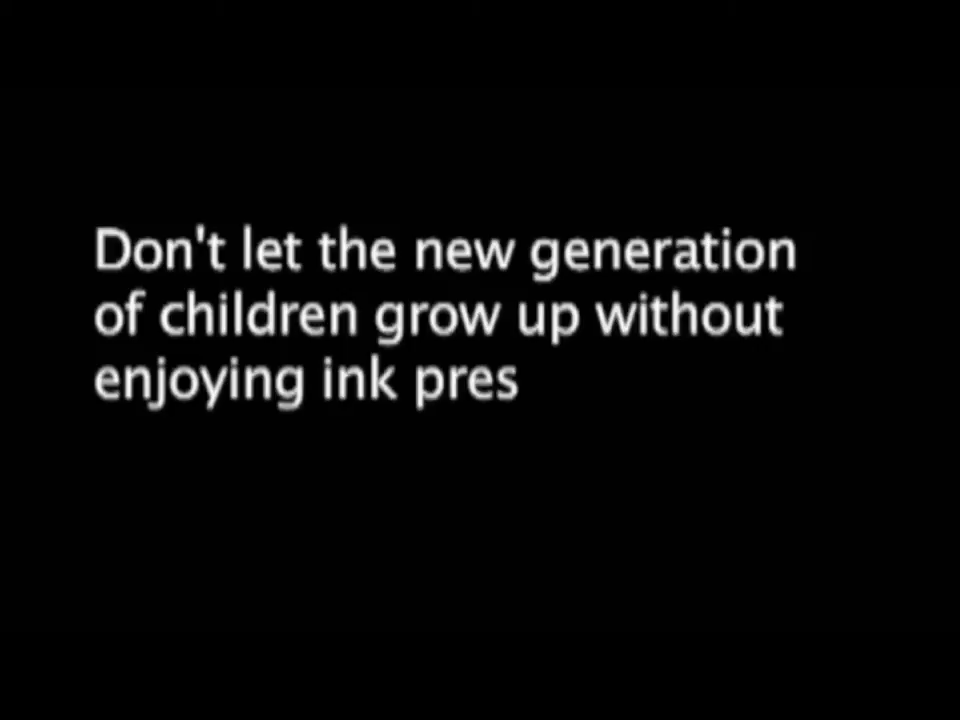 Don't let the new generation
of children grow up without
enjoying ink pres